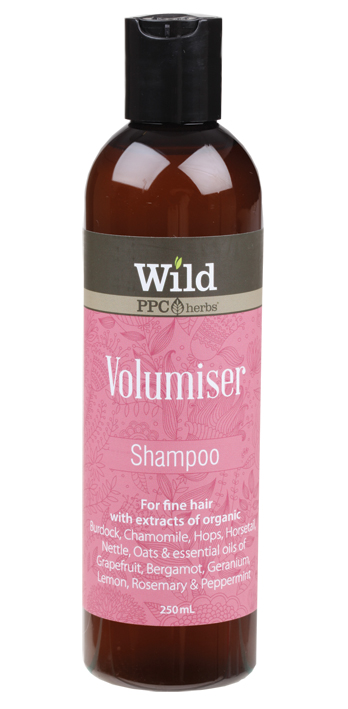 Wild
PPC herbs
Volumiser
Shampoo
For fine hair
with extracts of organic
Burdock, Chamomile, Hops, Horsetail,
Nettle, Oats & essential oils of
Grapefruit, Bergamot, Geranium,
Lemon, Rosemary & Peppermint
250mL